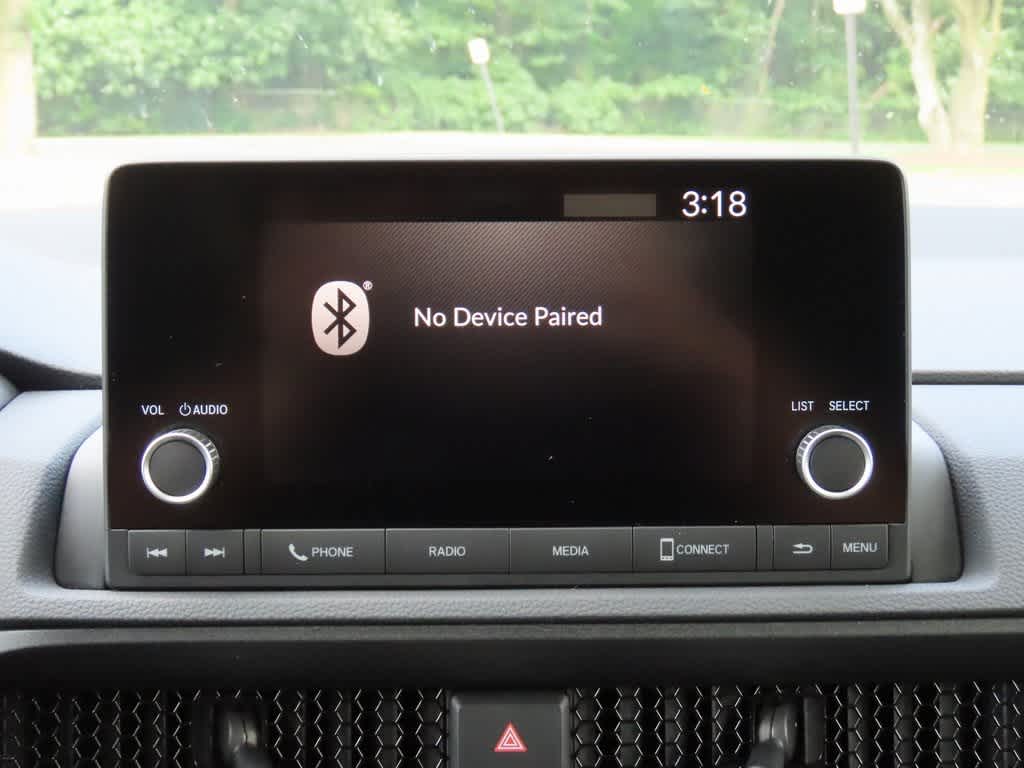 3:18
®
No Device Paired
VOL AUDIO
LIST SELECT
PHONE RADIO MEDIA CONNECT MENU